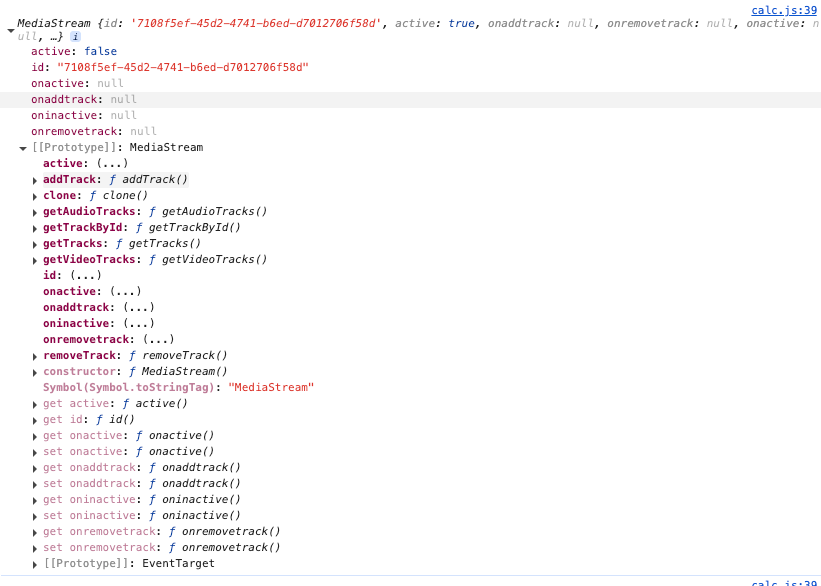 calc.js:39
MediaStream {id: '7108f5ef-45d2-4741-b6ed-d7012706f58d', active: true, onaddtrack: null, onremovetrack: null, onactive: n
ull, …} i
active: false
id: "7108f5ef-45d2-4741-b6ed-d7012706f58d"
onactive: null
onaddtrack: null
oninactive: null
onremovetrack: null
[[Prototype]]: MediaStream
active: (...)
addTrack: ƒ addTrack()
clone: ƒ clone()
getAudioTracks: ƒ getAudioTracks()
getTrackById: ƒ getTrackById()
getTracks: ƒ getTracks()
getVideoTracks: ƒ getVideoTracks()
id: (...)
onactive: (...)
onaddtrack: (...)
oninactive: (...)
onremovetrack: (...)
removeTrack: ƒ removeTrack()
constructor: ƒ MediaStream()
Symbol(Symbol.toStringTag): "MediaStream"
get active: ƒ active()
get id: ƒ id()
get onactive: ƒ onactive()
set onactive: ƒ onactive()
get onaddtrack: ƒ onaddtrack()
set onaddtrack: ƒ onaddtrack()
get oninactive: ƒ oninactive()
set oninactive: ƒ oninactive()
get onremovetrack: ƒ onremovetrack()
set onremovetrack: ƒ onremovetrack()
[[Prototype]]: EventTarget
calc.js:39